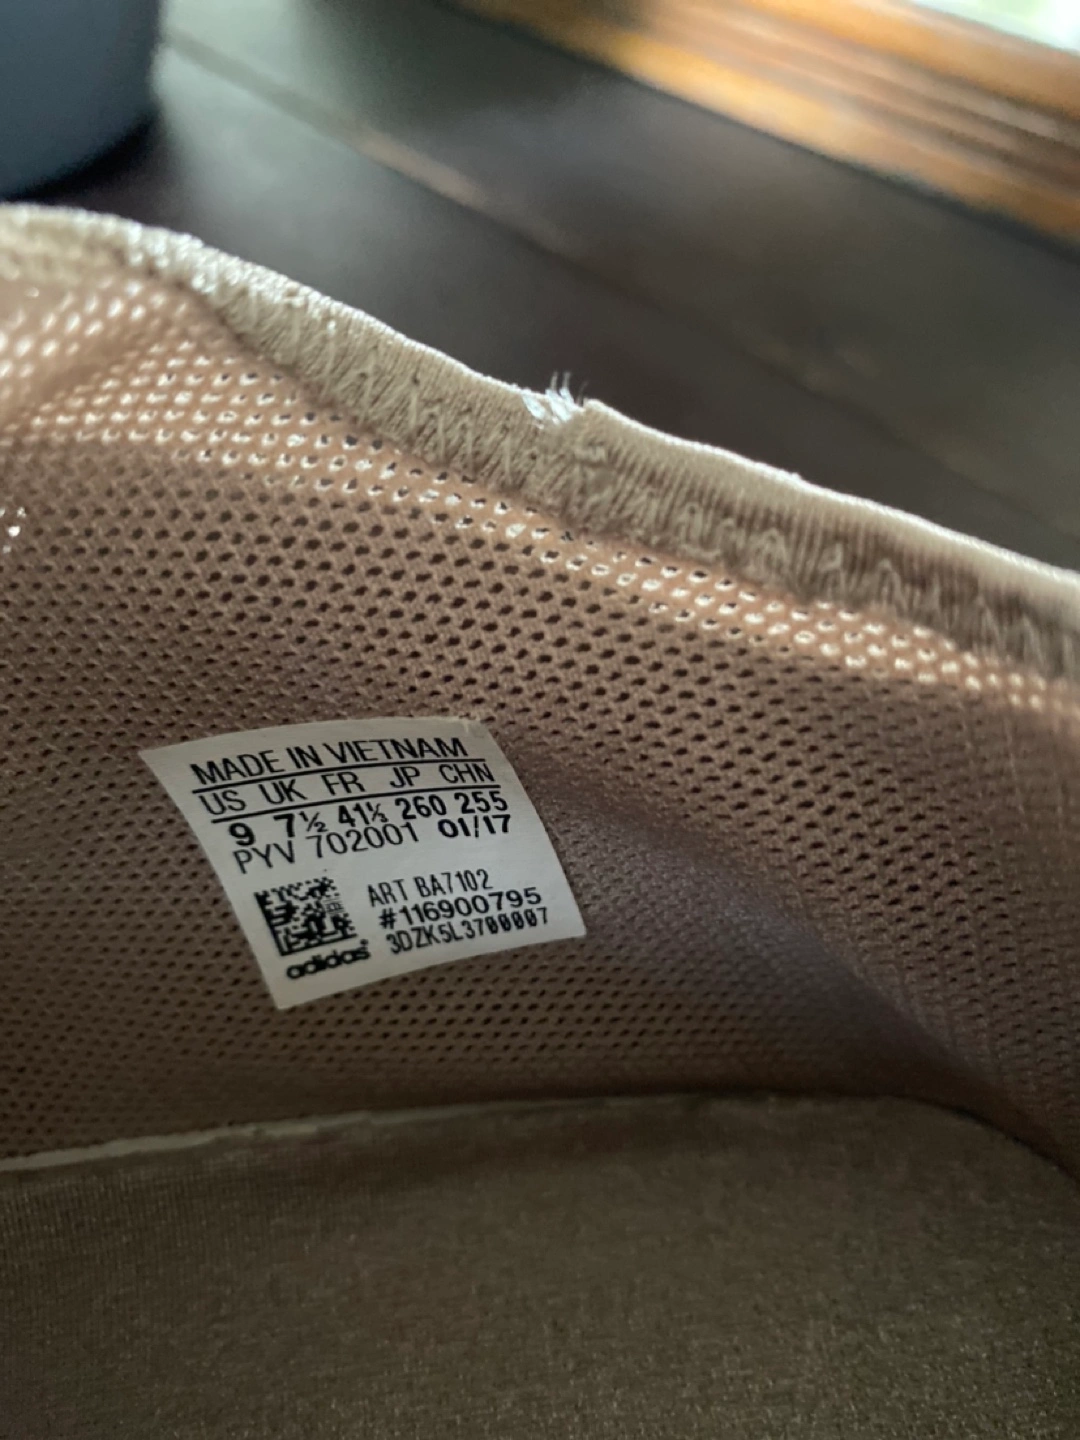 MADE IN VIETNAM
US UK FR JP CHN
9 7½ 41⅓ 260 255
PYV 702001 01/17
ART BA7102
#116900795
3DZK5L3700007
adidas